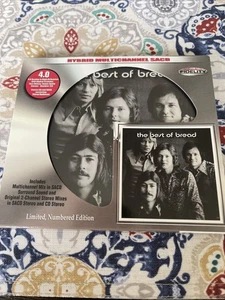 HYBRID MULTICHANNEL SACD
4.0
FIDELITY
the best of bread
Includes
Multichannel Mix in SACD
Surround Sound and
Original 2-Channel Stereo Mixes
in SACD Stereo and CD Stereo
the best of bread
Limited, Numbered Edition